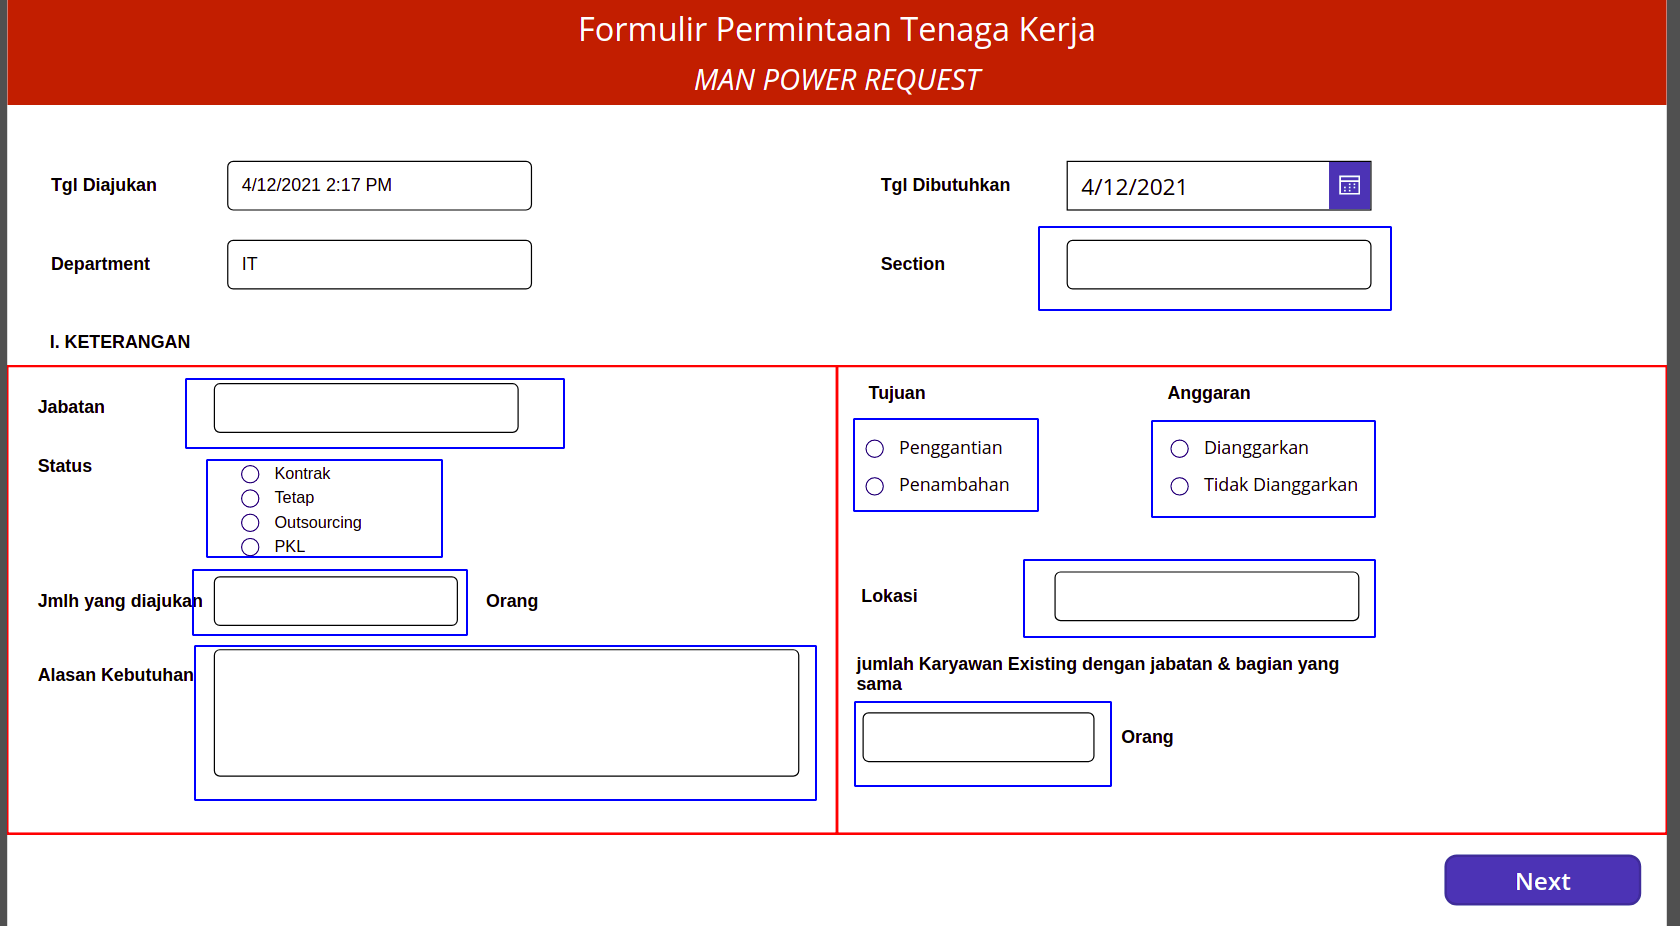 Formulir Permintaan Tenaga Kerja
MAN POWER REQUEST
Tgl Diajukan
4/12/2021 2:17 PM
Tgl Dibutuhkan
4/12/2021
Department
IT
Section
I. KETERANGAN
Jabatan
Status
Kontrak
Tetap
Outsourcing
PKL
Jmlh yang diajukan
Orang
Alasan Kebutuhan
Tujuan
Penggantian
Penambahan
Anggaran
Dianggarkan
Tidak Dianggarkan
Lokasi
jumlah Karyawan Existing dengan jabatan & bagian yang
sama
Orang
Next